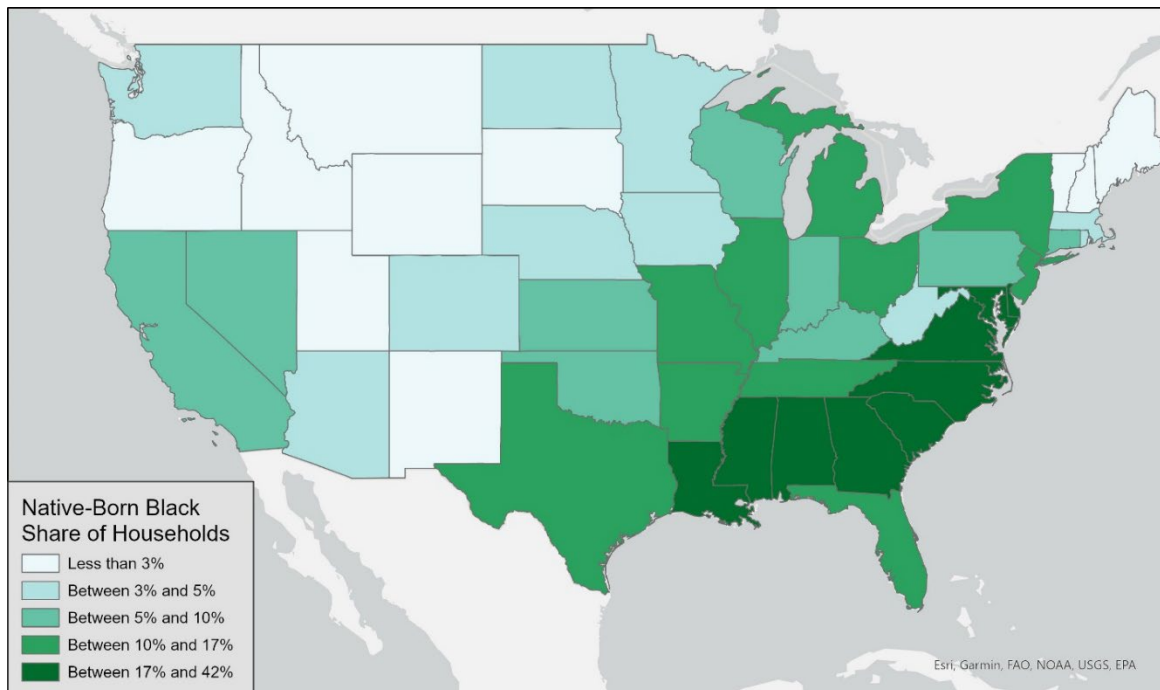 Native-Born Black
Share of Households
Less than 3%
Between 3% and 5%
Between 5% and 10%
Between 10% and 17%
Between 17% and 42%
Esri, Garmin, FAO, NOAA, USGS, EPA